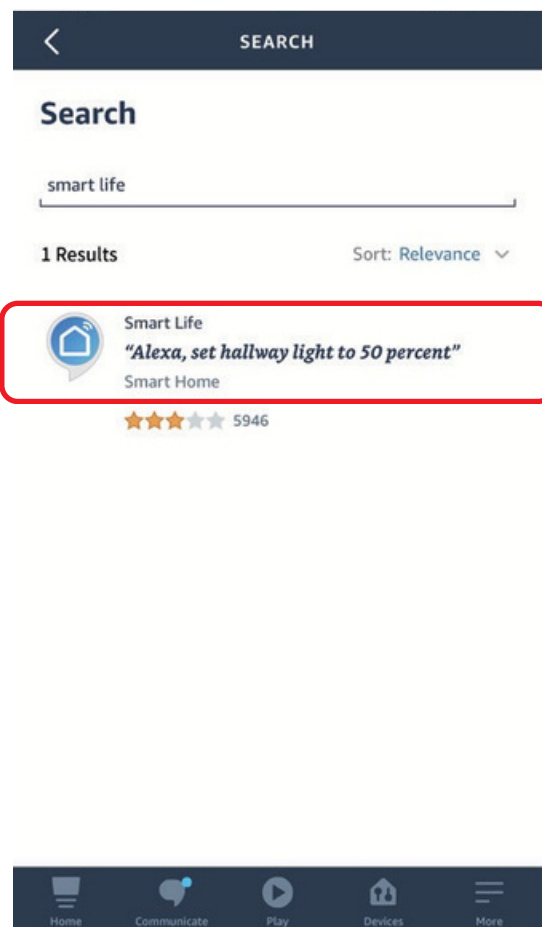 SEARCH
Search
smart life
1 Results
Sort: Relevance
Smart Life
“Alexa, set hallway light to 50 percent”
Smart Home
5946
Home
Communicate
Play
Devices
More